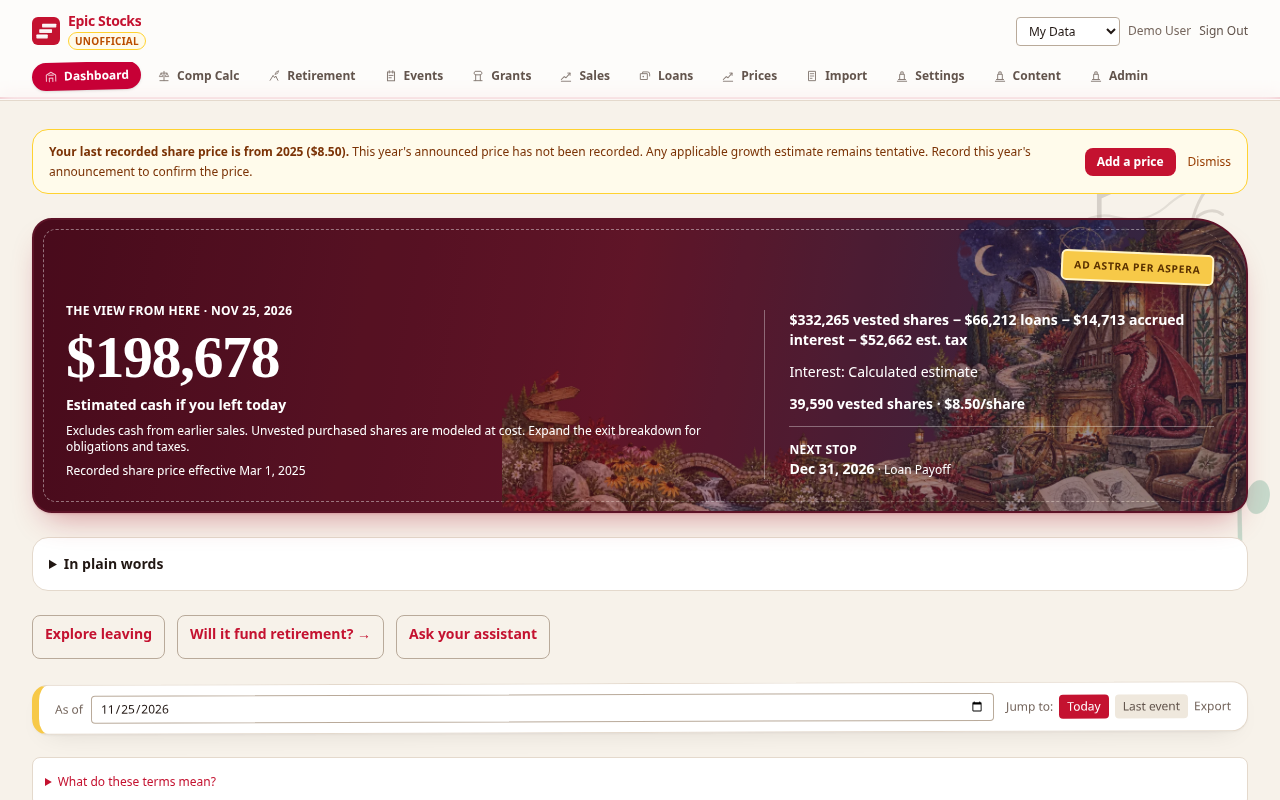 Epic Stocks
UNOFFICIAL
My Data
Demo User
Sign Out
Dashboard
Comp Calc
Retirement
Events
Grants
Sales
Loans
Prices
Import
Settings
Content
Admin
Your last recorded share price is from 2025 ($8.50). This year's announced price has not been recorded. Any applicable growth estimate remains tentative. Record this year's
announcement to confirm the price.
Add a price
Dismiss
AD ASTRA PER ASPERA
THE VIEW FROM HERE · NOV 25, 2026
$198,678
Estimated cash if you left today
Excludes cash from earlier sales. Unvested purchased shares are modeled at cost. Expand the exit breakdown for
obligations and taxes.
Recorded share price effective Mar 1, 2025
$332,265 vested shares − $66,212 loans − $14,713 accrued
interest − $52,662 est. tax
Interest: Calculated estimate
39,590 vested shares · $8.50/share
NEXT STOP
Dec 31, 2026 · Loan Payoff
In plain words
Explore leaving
Will it fund retirement? →
Ask your assistant
As of
11/25/2026
Jump to:
Today
Last event
Export
What do these terms mean?